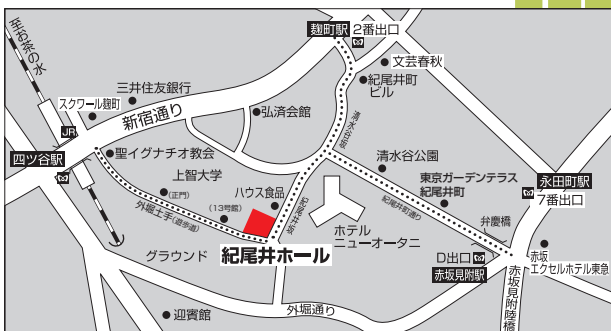 麹町駅 2番出口
至お茶の水
文芸春秋
三井住友銀行
紀尾井町
ビル
スクワール麹町
新宿通り
弘済会館
清水谷坂
JR
四ツ谷駅
聖イグナチオ教会
清水谷公園
上智大学
東京ガーデンテラス
紀尾井町
永田町駅
7番出口
(正門)
ハウス食品
(13号館)
紀尾井坂
紀尾井町通り
弁慶橋
外堀土手(遊歩道)
ホテル
ニューオータニ
グラウンド
紀尾井ホール
D出口
赤坂見附駅
赤坂
エクセルホテル東急
外堀通り
赤坂見附陸橋
迎賓館